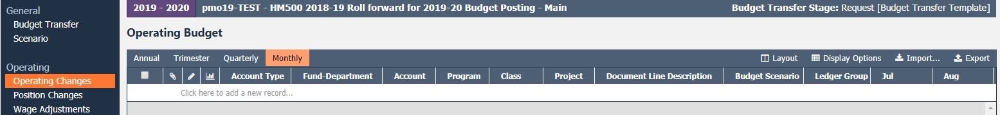 General
Budget Transfer
Scenario
Operating
Operating Changes
Position Changes
Wage Adjustments
2019 - 2020 pmo19-TEST - HM500 2018-19 Roll forward for 2019-20 Budget Posting - Main Budget Transfer Stage: Request [Budget Transfer Template]
Operating Budget
Annual Trimester Quarterly Monthly Layout Display Options Import... Export
Account Type Fund-Department Account Program Class Project Document Line Description Budget Scenario Ledger Group Jul Aug
Click here to add a new record...